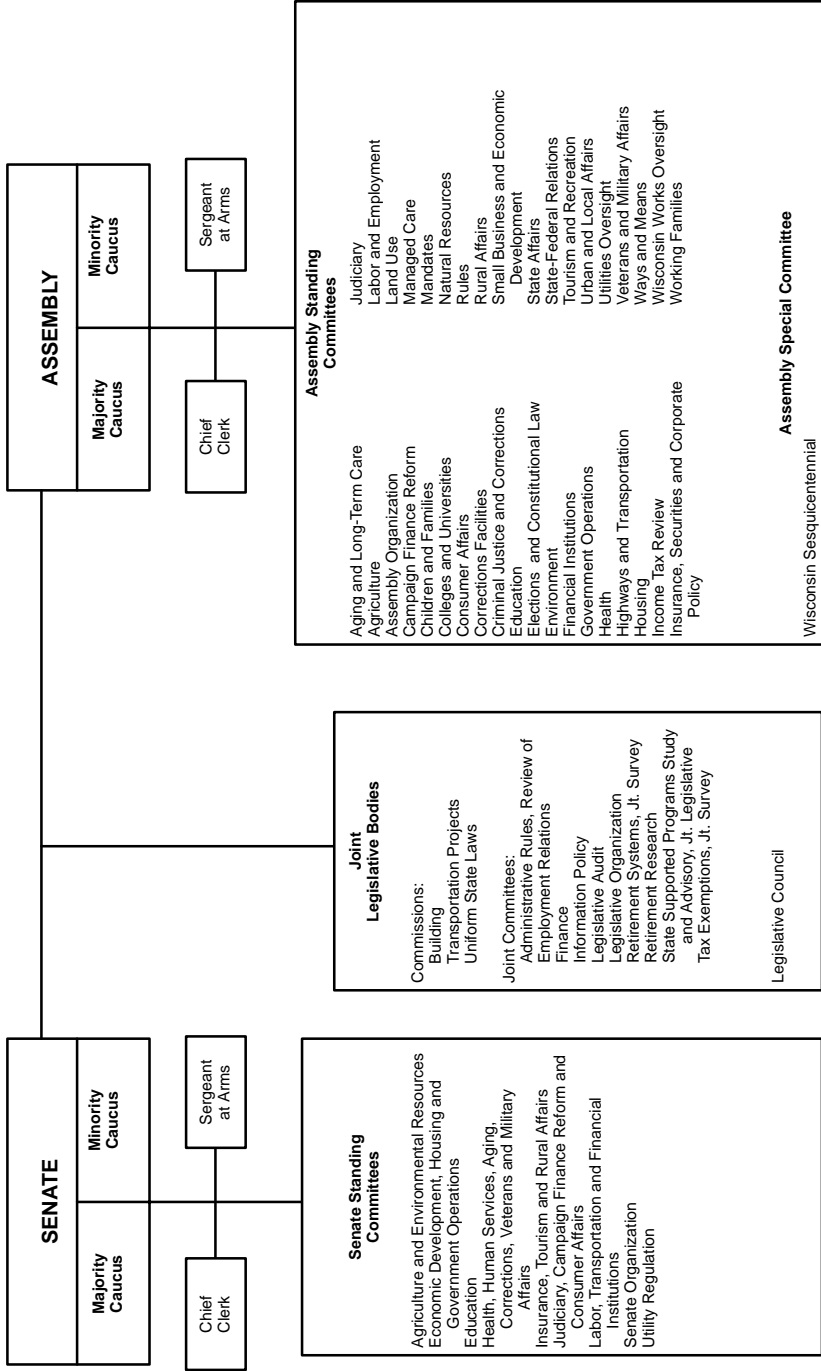 SENATE
Majority
Caucus
Minority
Caucus
Chief
Clerk
Sergeant
at Arms
Senate Standing
Committees
Agriculture and Environmental Resources
Economic Development, Housing and
Government Operations
Education
Health, Human Services, Aging,
Corrections, Veterans and Military
Affairs
Insurance, Tourism and Rural Affairs
Judiciary, Campaign Finance Reform and
Consumer Affairs
Labor, Transportation and Financial
Institutions
Senate Organization
Utility Regulation
Joint
Legislative Bodies
Commissions:
Building
Transportation Projects
Uniform State Laws
Joint Committees:
Administrative Rules, Review of
Employment Relations
Finance
Information Policy
Legislative Audit
Legislative Organization
Retirement Systems, Jt. Survey
Retirement Research
State Supported Programs Study
and Advisory, Jt. Legislative
Tax Exemptions, Jt. Survey
Legislative Council
ASSEMBLY
Majority
Caucus
Minority
Caucus
Chief
Clerk
Sergeant
at Arms
Assembly Standing
Committees
Aging and Long-Term Care
Agriculture
Assembly Organization
Campaign Finance Reform
Children and Families
Colleges and Universities
Consumer Affairs
Corrections Facilities
Criminal Justice and Corrections
Education
Elections and Constitutional Law
Environment
Financial Institutions
Government Operations
Health
Highways and Transportation
Housing
Income Tax Review
Insurance, Securities and Corporate
Policy
Judiciary
Labor and Employment
Land Use
Managed Care
Mandates
Natural Resources
Rules
Rural Affairs
Small Business and Economic
Development
State Affairs
State-Federal Relations
Tourism and Recreation
Urban and Local Affairs
Utilities Oversight
Veterans and Military Affairs
Ways and Means
Wisconsin Works Oversight
Working Families
Assembly Special Committee
Wisconsin Sesquicentennial